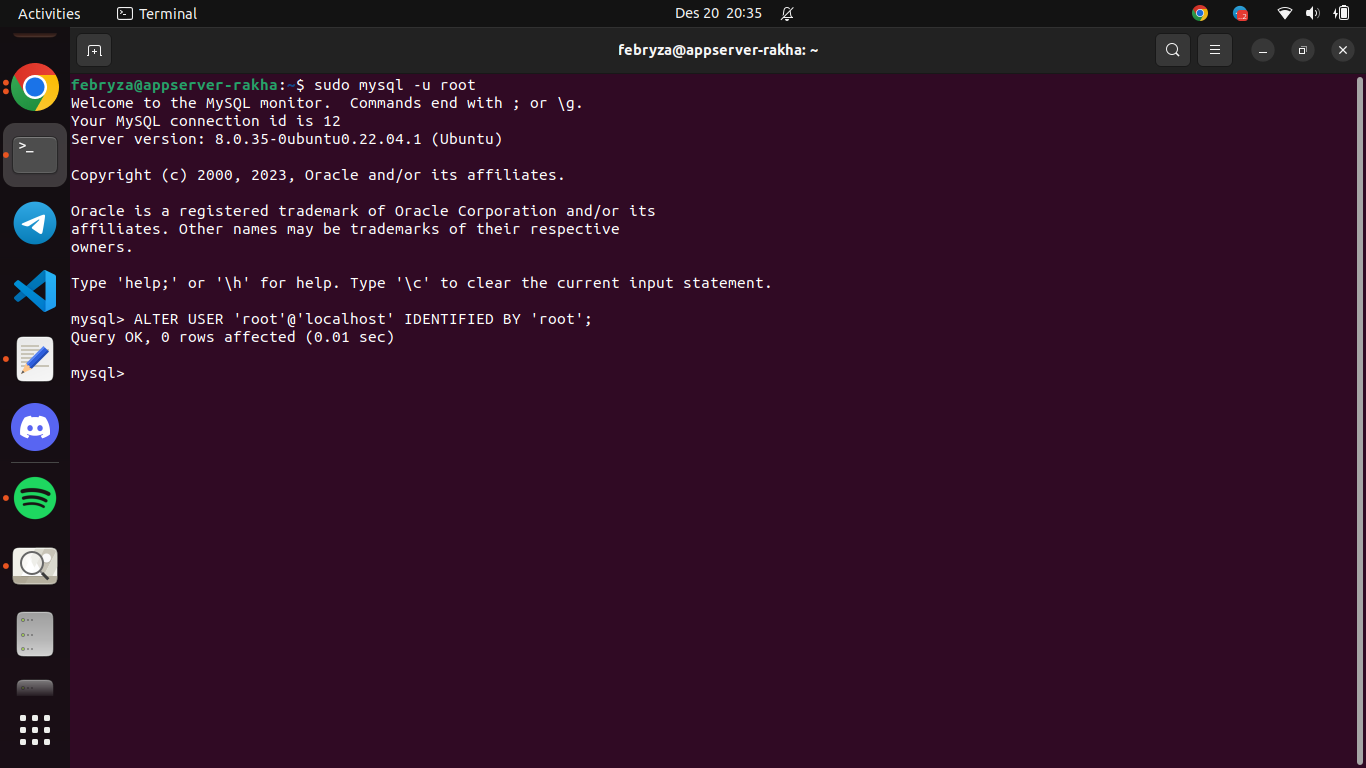 Activities
Terminal
Des 20 20:35
2
febryza@appserver-rakha: ~
febryza@appserver-rakha:~$ sudo mysql -u root
Welcome to the MySQL monitor.  Commands end with ; or \g.
Your MySQL connection id is 12
Server version: 8.0.35-0ubuntu0.22.04.1 (Ubuntu)
Copyright (c) 2000, 2023, Oracle and/or its affiliates.
Oracle is a registered trademark of Oracle Corporation and/or its
affiliates. Other names may be trademarks of their respective
owners.
Type 'help;' or '\h' for help. Type '\c' to clear the current input statement.
mysql> ALTER USER 'root'@'localhost' IDENTIFIED BY 'root';
Query OK, 0 rows affected (0.01 sec)
mysql>